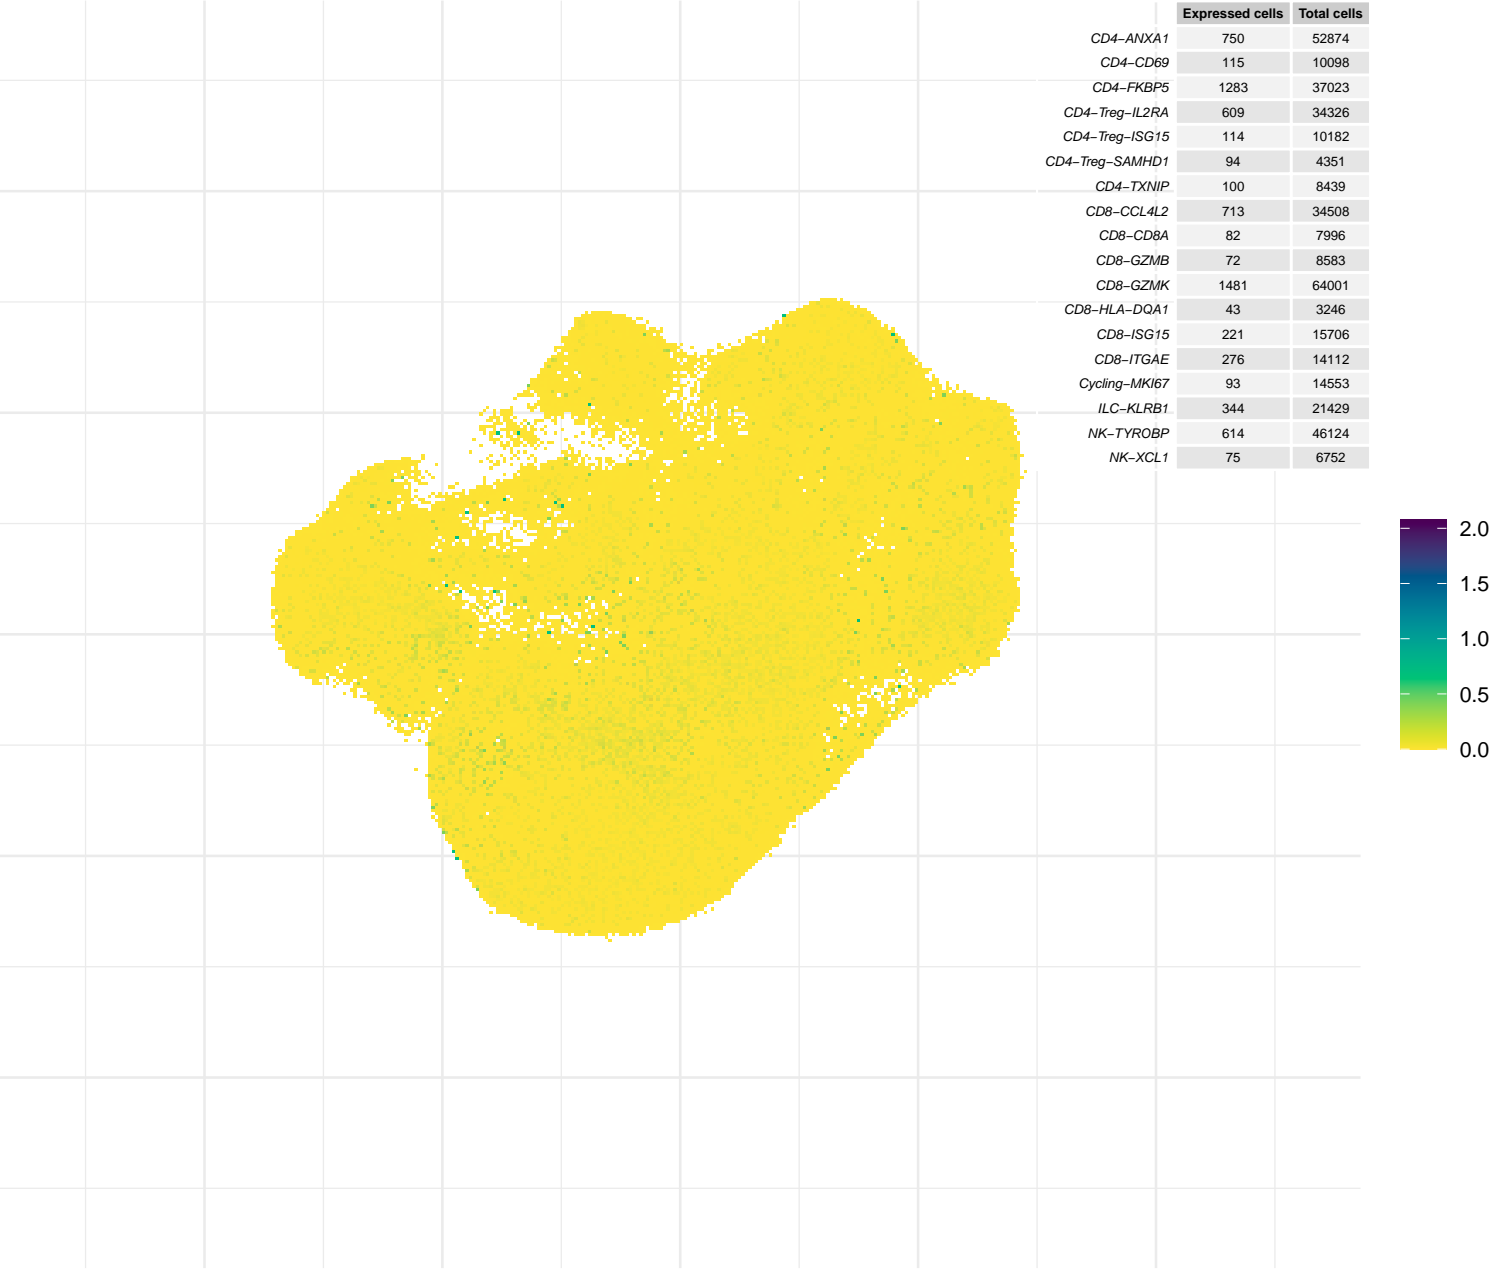 Expressed cells Total cells
CD4−ANXA1 750 52874
CD4−CD69 115 10098
CD4−FKBP5 1283 37023
CD4−Treg−IL2RA 609 34326
CD4−Treg−ISG15 114 10182
CD4−Treg−SAMHD1 94 4351
CD4−TXNIP 100 8439
CD8−CCL4L2 713 34508
CD8−CD8A 82 7996
CD8−GZMB 72 8583
CD8−GZMK 1481 64001
CD8−HLA−DQA1 43 3246
CD8−ISG15 221 15706
CD8−ITGAE 276 14112
Cycling−MKI67 93 14553
ILC−KLRB1 344 21429
NK−TYROBP 614 46124
NK−XCL1 75 6752
2.0
1.5
1.0
0.5
0.0